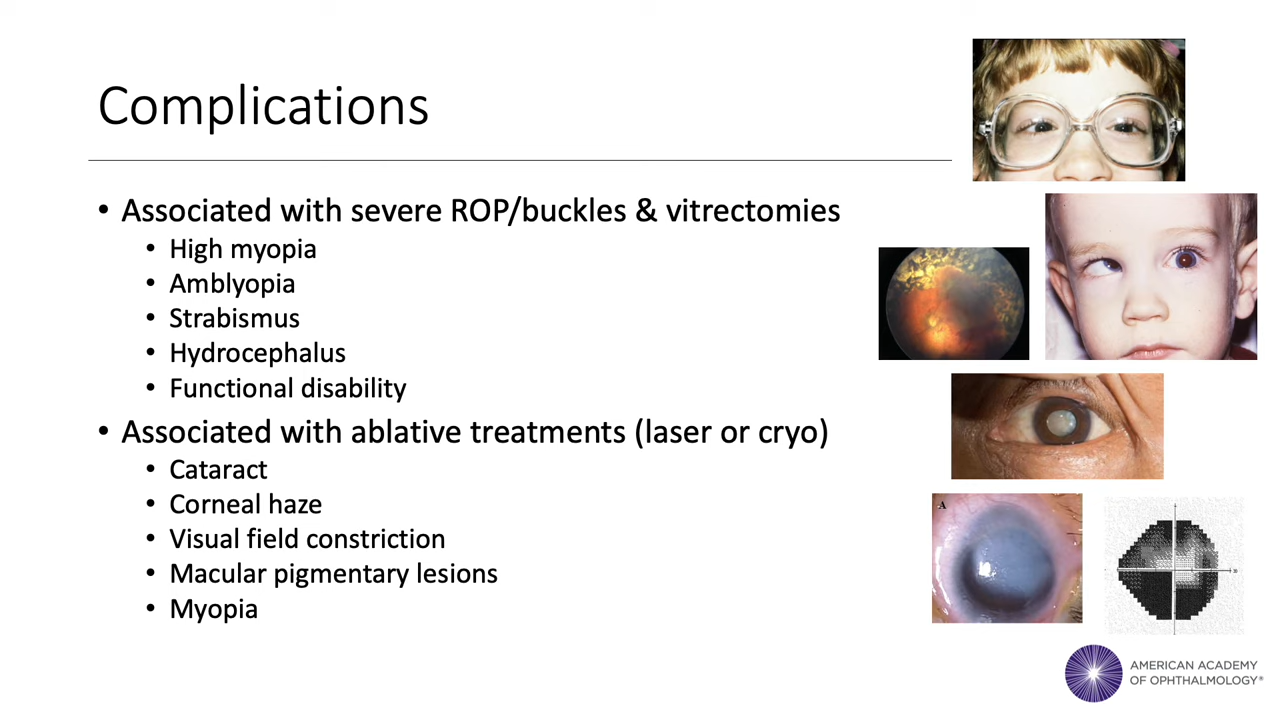 Complications
• Associated with severe ROP/buckles & vitrectomies
• High myopia
• Amblyopia
• Strabismus
• Hydrocephalus
• Functional disability
• Associated with ablative treatments (laser or cryo)
• Cataract
• Corneal haze
• Visual field constriction
• Macular pigmentary lesions
• Myopia
A
30
AMERICAN ACADEMY
OF OPHTHALMOLOGY®